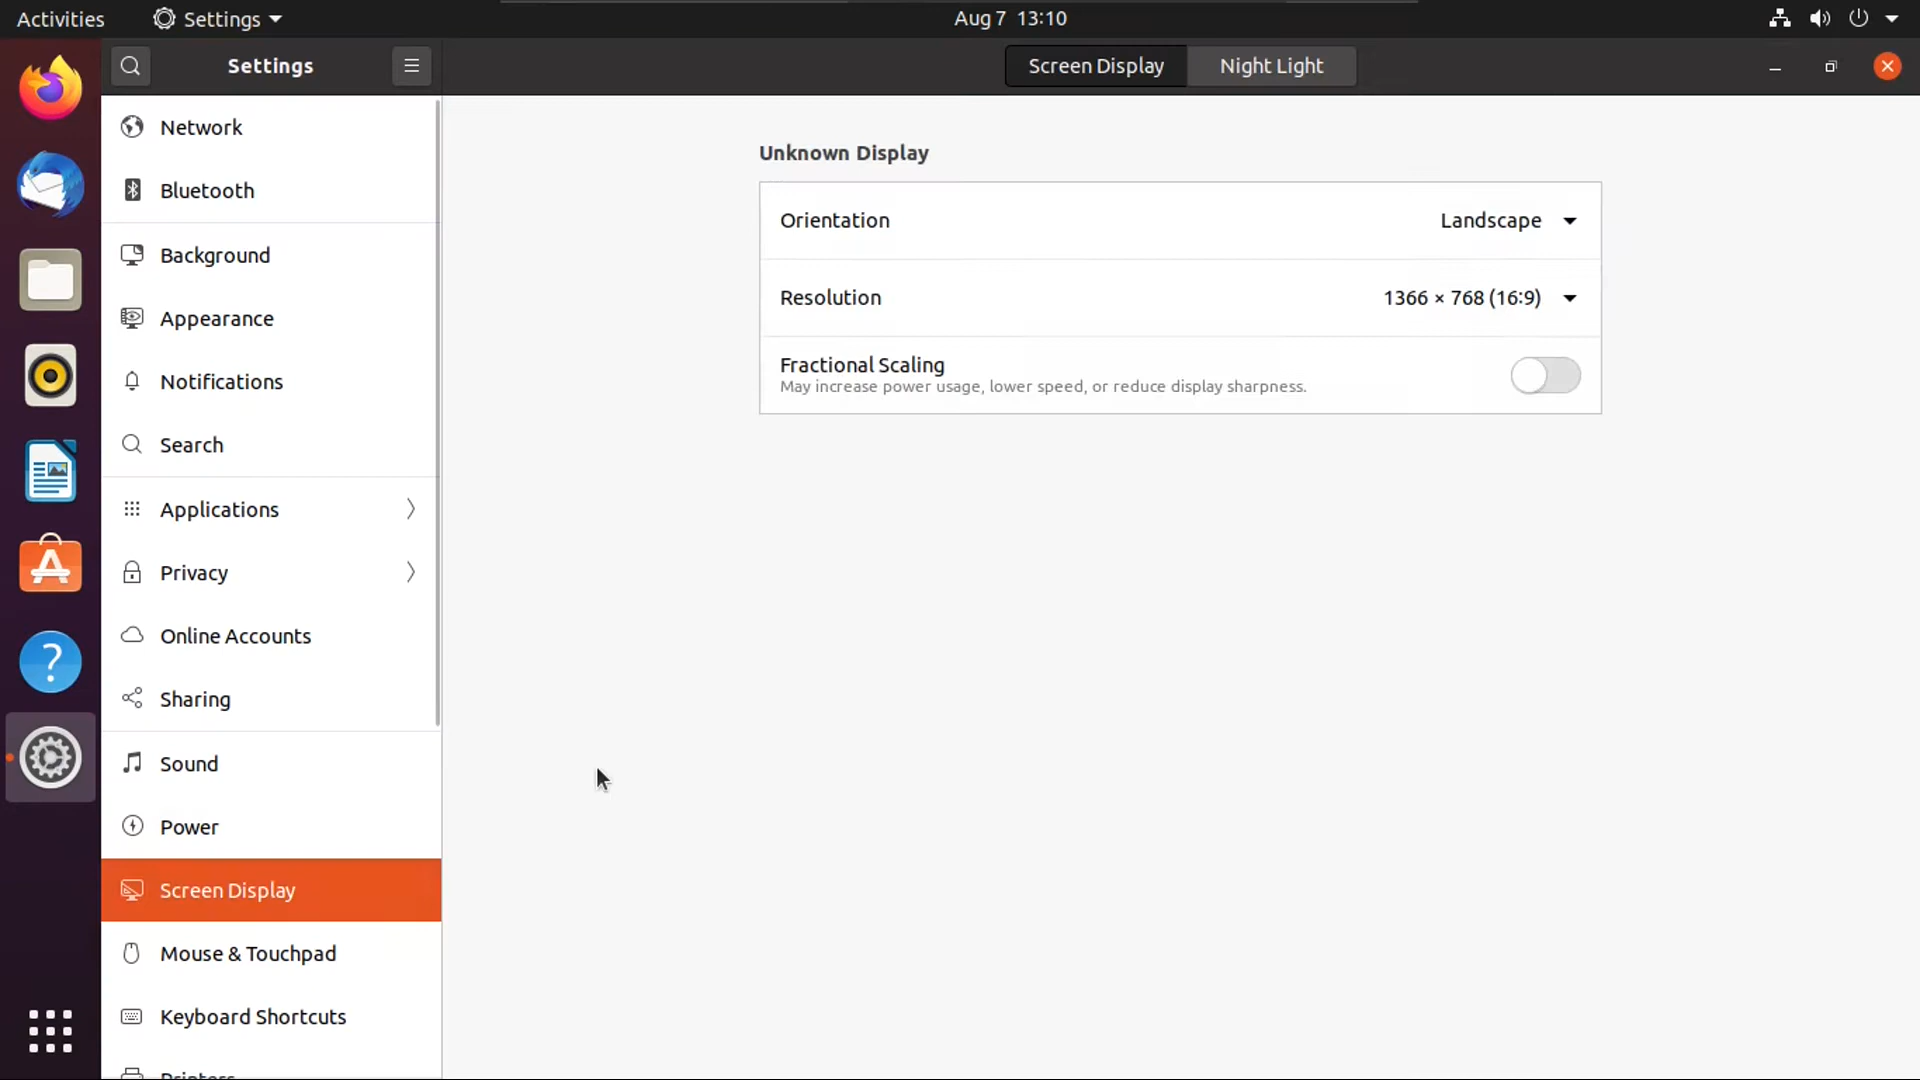 Activities
Settings
Aug 7 13:10
Settings
Screen Display
Night Light
Network
Bluetooth
Background
Appearance
Notifications
Search
Applications
Privacy
Online Accounts
Sharing
Sound
Power
Screen Display
Mouse & Touchpad
Keyboard Shortcuts
Printers
Unknown Display
Orientation
Landscape
Resolution
1366 × 768 (16:9)
Fractional Scaling
May increase power usage, lower speed, or reduce display sharpness.